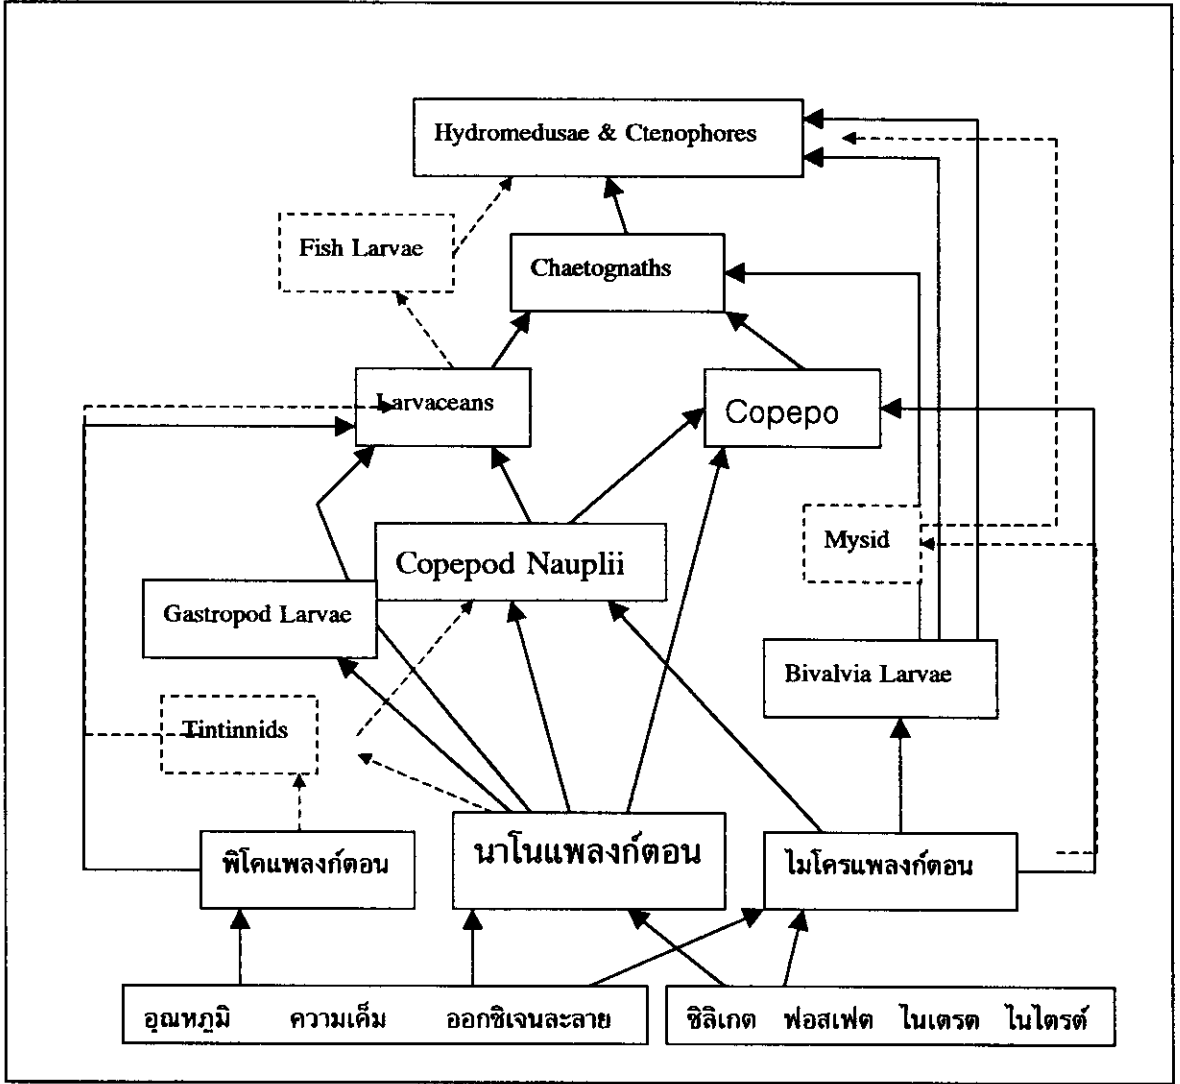 Hydromedusae & Ctenophores
Fish Larvae
Chaetognaths
Larvaceans
Copepo
Copepod Nauplii
Mysid
Gastropod Larvae
Bivalvia Larvae
Tintinnids
พิโคแพลงก์ตอน
นาโนแพลงก์ตอน
ไมโครแพลงก์ตอน
อุณหภูมิ ความเค็ม ออกซิเจนละลาย
ซิลิเกต ฟอสเฟต ไนเตรต ไนไตรต์